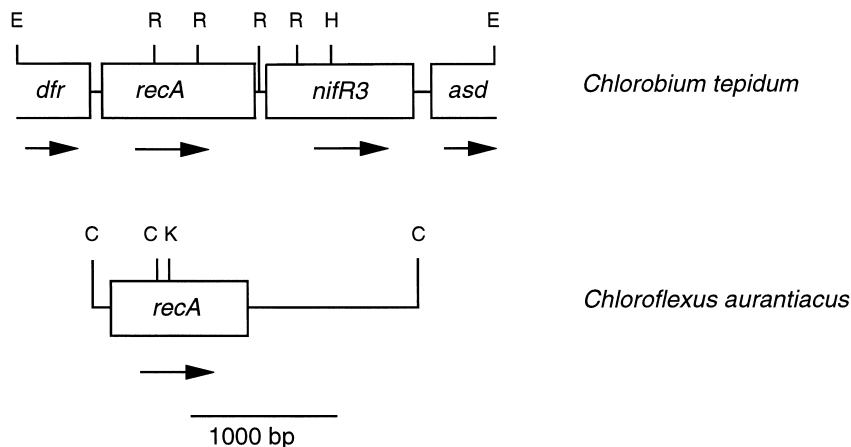 E R R R R H E
dfr recA nifR3 asd Chlorobium tepidum
C C K C
recA Chloroflexus aurantiacus
1000 bp